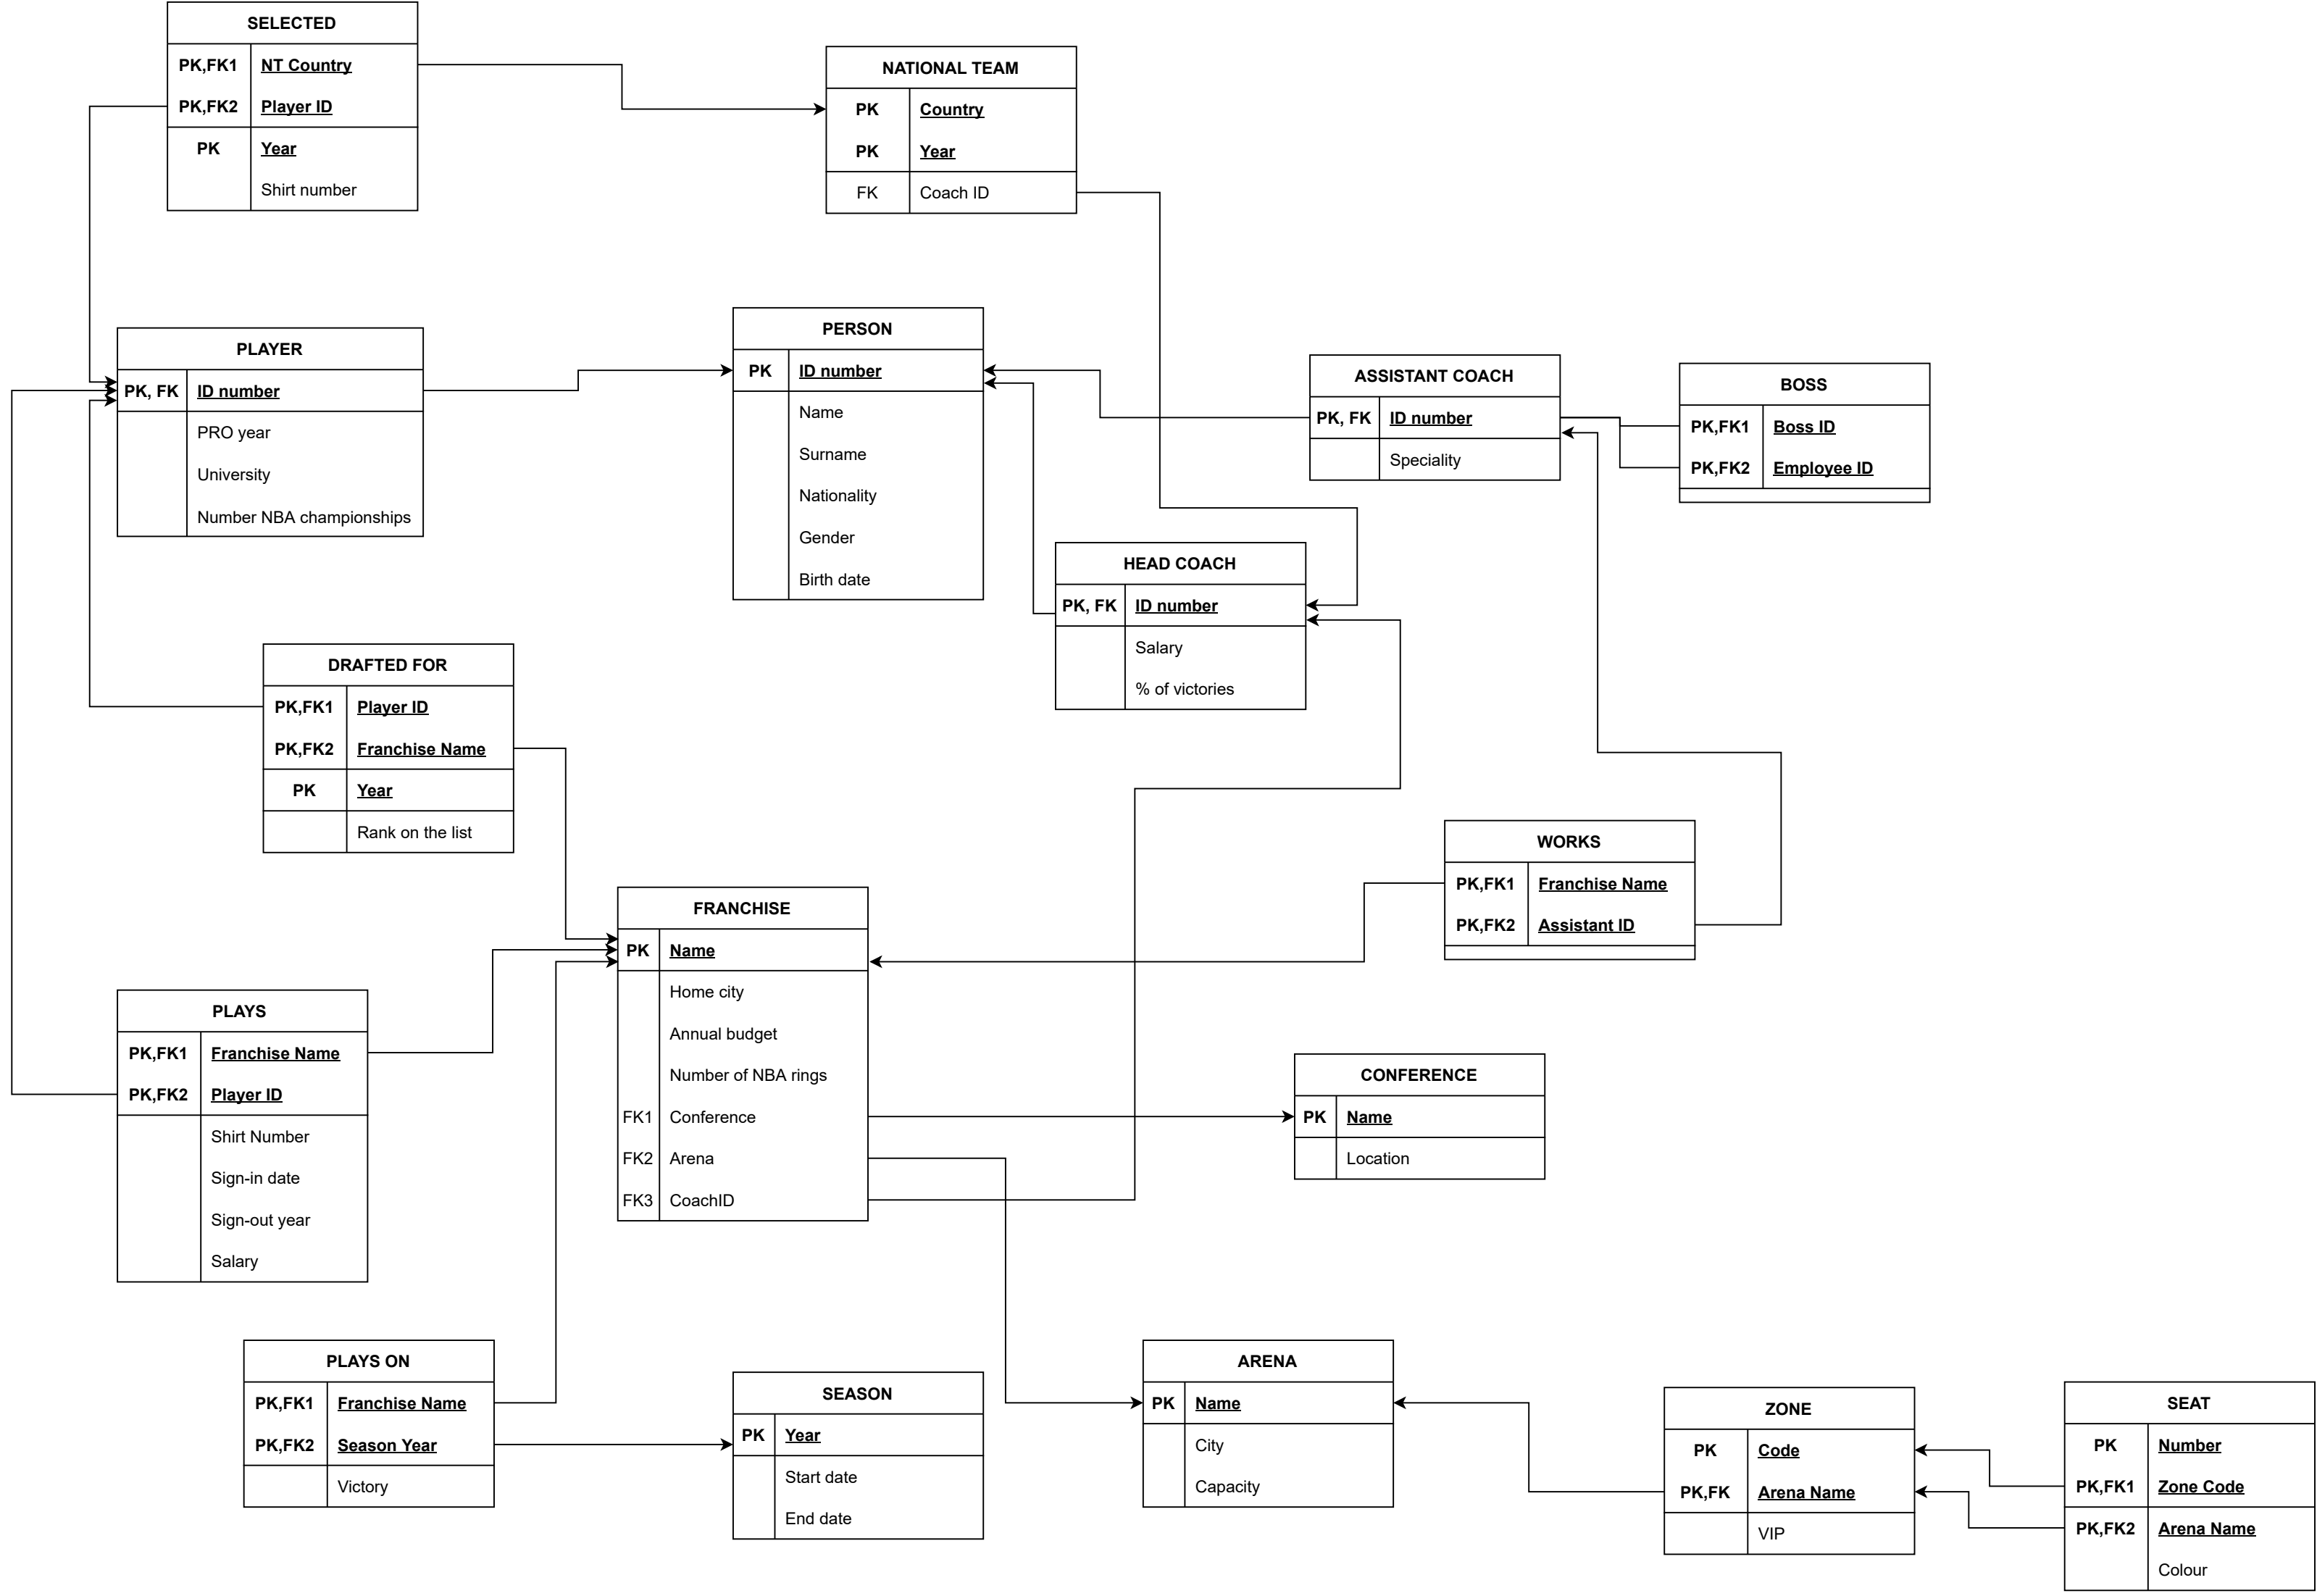 SELECTED
PK,FK1 NT Country
PK,FK2 Player ID
PK Year
Shirt number
NATIONAL TEAM
PK Country
PK Year
FK Coach ID
PLAYER
PK, FK ID number
PRO year
University
Number NBA championships
PERSON
PK ID number
Name
Surname
Nationality
Gender
Birth date
ASSISTANT COACH
PK, FK ID number
Speciality
BOSS
PK,FK1 Boss ID
PK,FK2 Employee ID
HEAD COACH
PK, FK ID number
Salary
% of victories
DRAFTED FOR
PK,FK1 Player ID
PK,FK2 Franchise Name
PK Year
Rank on the list
WORKS
PK,FK1 Franchise Name
PK,FK2 Assistant ID
FRANCHISE
PK Name
Home city
Annual budget
Number of NBA rings
FK1 Conference
FK2 Arena
FK3 CoachID
PLAYS
PK,FK1 Franchise Name
PK,FK2 Player ID
Shirt Number
Sign-in date
Sign-out year
Salary
CONFERENCE
PK Name
Location
PLAYS ON
PK,FK1 Franchise Name
PK,FK2 Season Year
Victory
SEASON
PK Year
Start date
End date
ARENA
PK Name
City
Capacity
ZONE
PK Code
PK,FK Arena Name
VIP
SEAT
PK Number
PK,FK1 Zone Code
PK,FK2 Arena Name
Colour